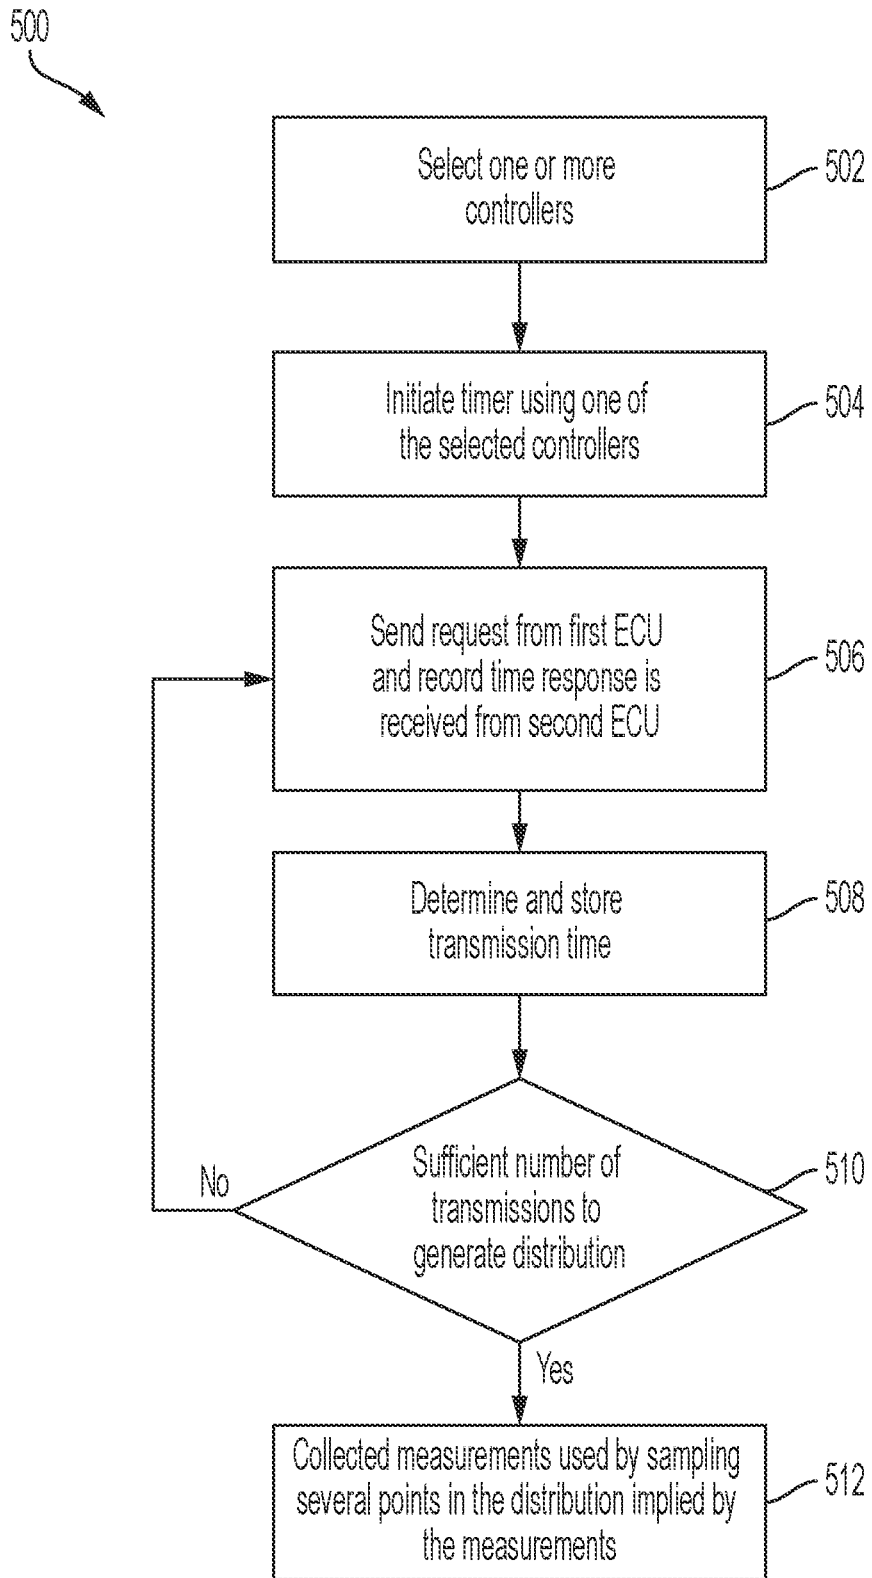 500
Select one or more
controllers
502
Initiate timer using one of
the selected controllers
504
Send request from first ECU
and record time response is
received from second ECU
506
Determine and store
transmission time
508
Sufficient number of
transmissions to
generate distribution
510
No
Yes
Collected measurements used by sampling
several points in the distribution implied by
the measurements
512